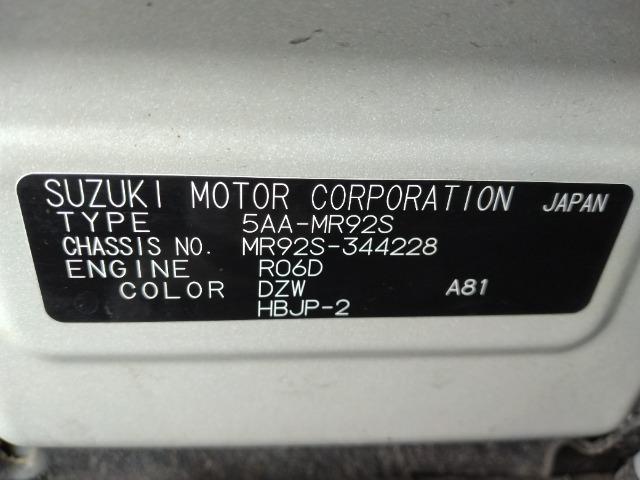 SUZUKI MOTOR CORPORATION JAPAN
TYPE 5AA-MR92S
CHASSIS NO. MR92S-344228
ENGINE R06D
COLOR DZW A81
HBJP-2